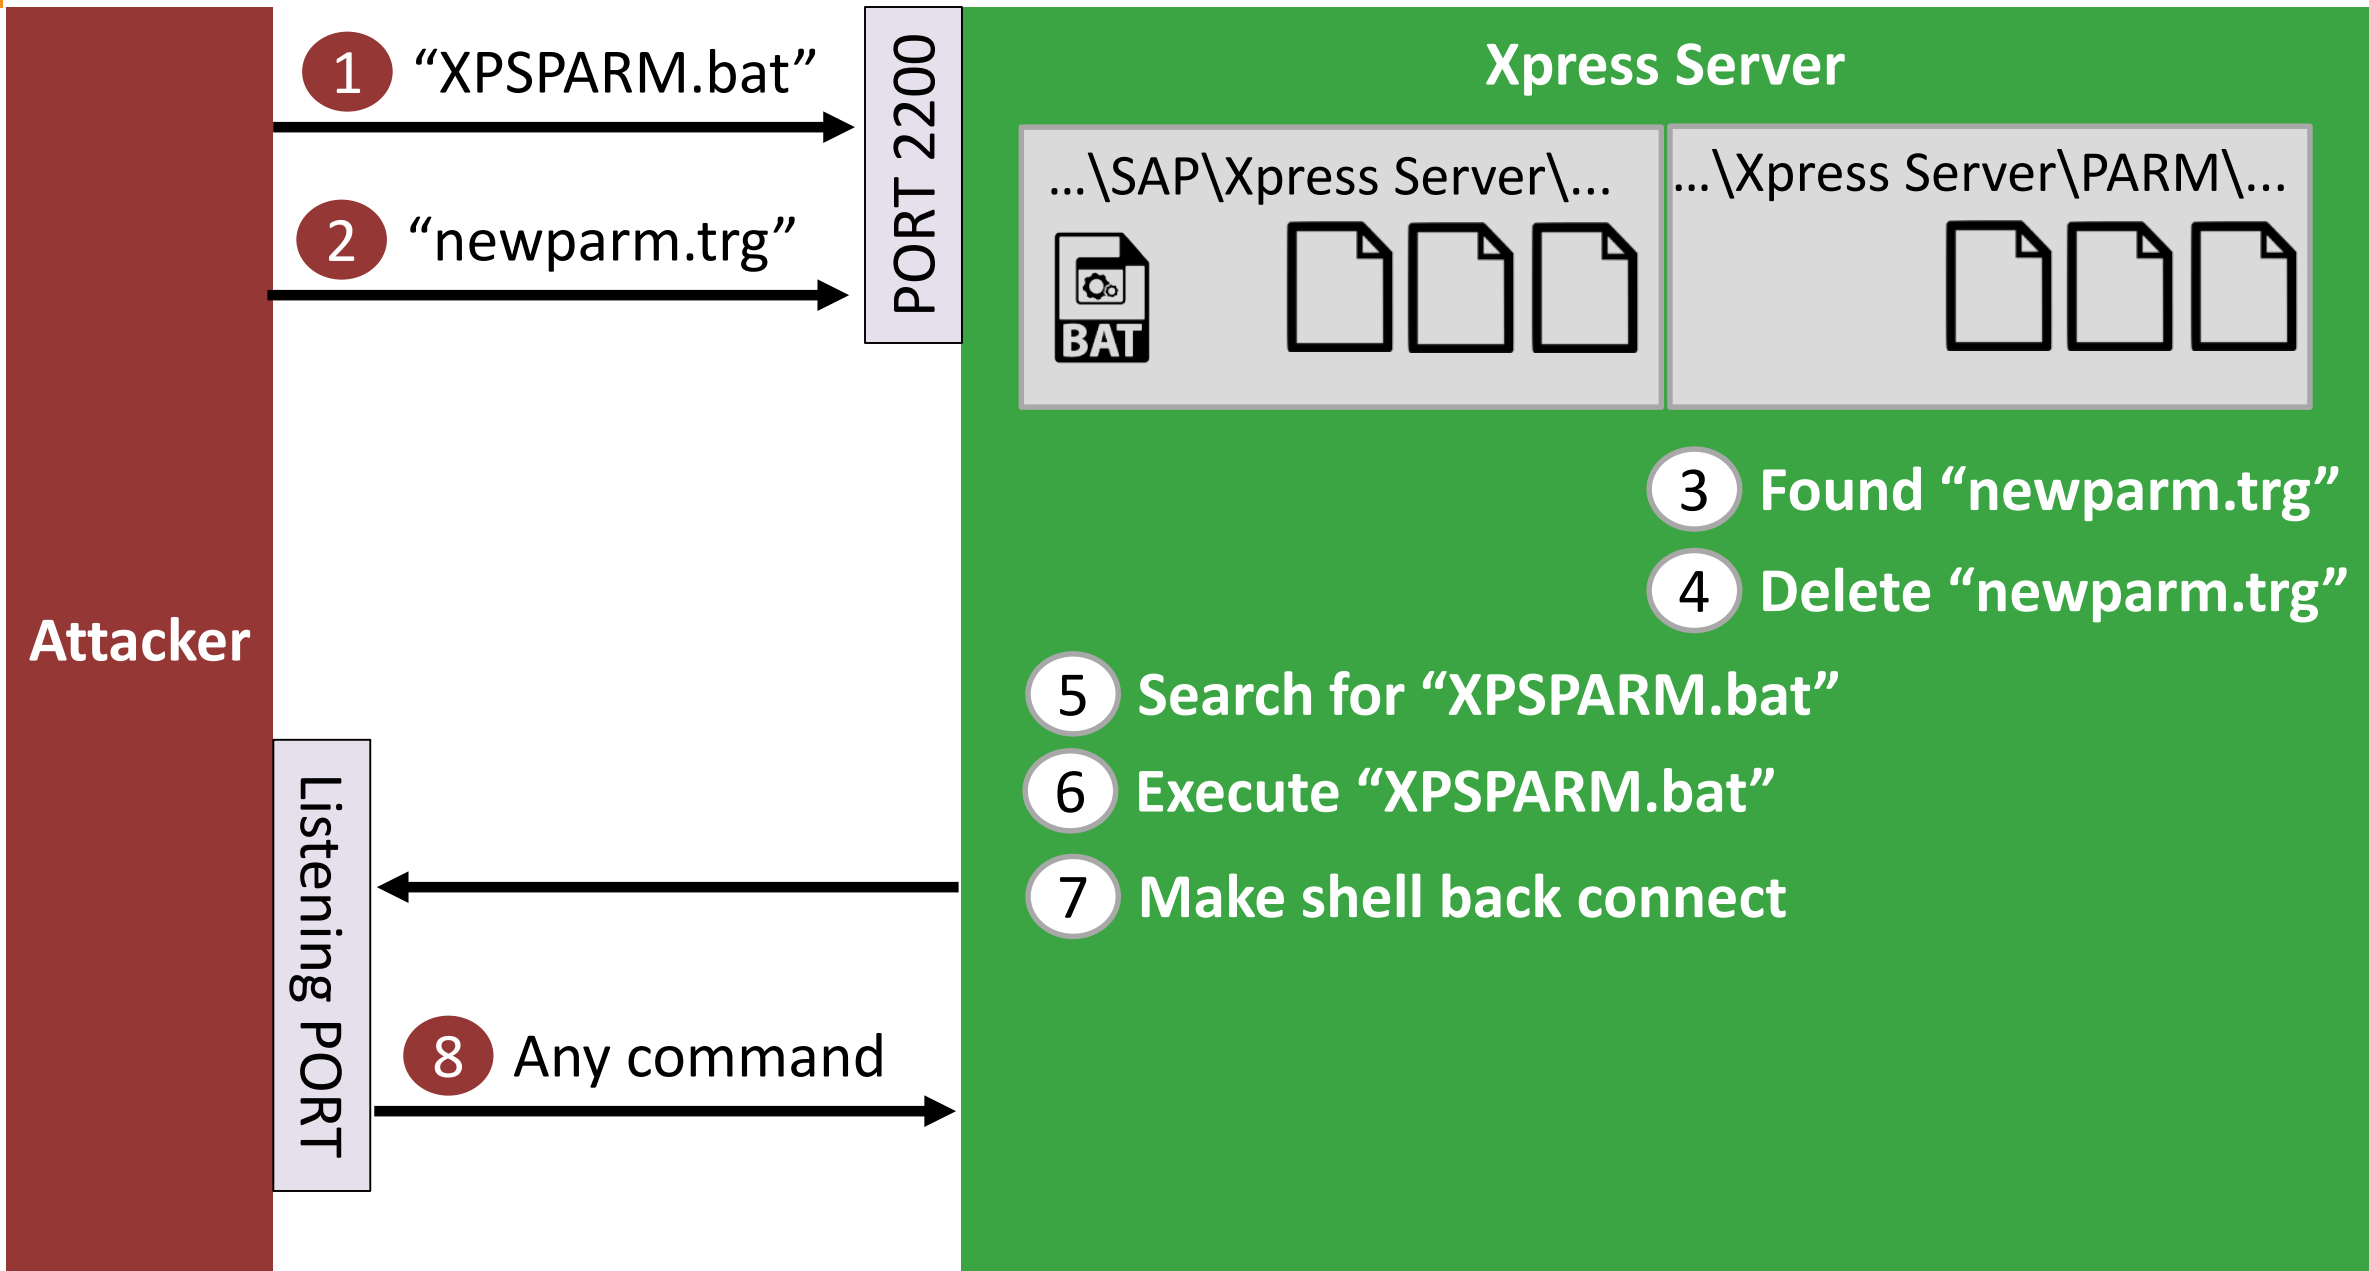 1 “XPSPARM.bat”
2 “newparm.trg”
PORT 2200
Xpress Server
...\SAP\Xpress Server\...
...\Xpress Server\PARM\...
BAT
3 Found “newparm.trg”
4 Delete “newparm.trg”
Attacker
5 Search for “XPSPARM.bat”
6 Execute “XPSPARM.bat”
7 Make shell back connect
Listening PORT
8 Any command